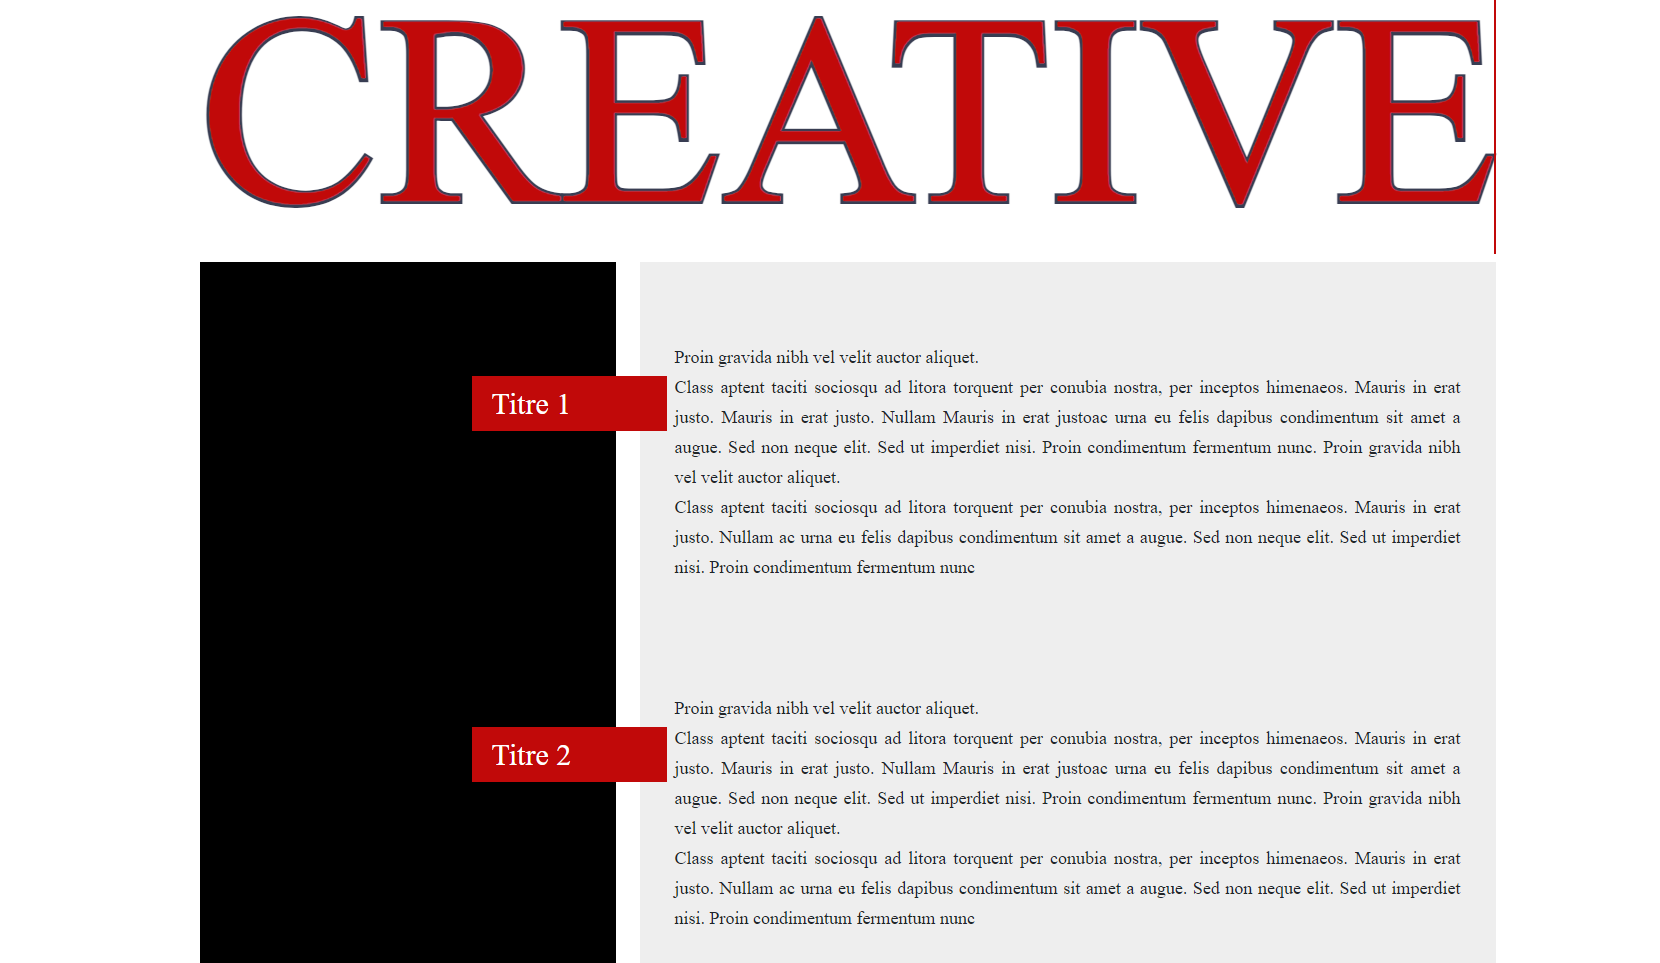 CREATIVE
Proin gravida nibh vel velit auctor aliquet.
Titre 1
Class aptent taciti sociosqu ad litora torquent per conubia nostra, per inceptos himenaeos. Mauris in erat
justo. Mauris in erat justo. Nullam Mauris in erat justoac urna eu felis dapibus condimentum sit amet a
augue. Sed non neque elit. Sed ut imperdiet nisi. Proin condimentum fermentum nunc. Proin gravida nibh
vel velit auctor aliquet.
Class aptent taciti sociosqu ad litora torquent per conubia nostra, per inceptos himenaeos. Mauris in erat
justo. Nullam ac urna eu felis dapibus condimentum sit amet a augue. Sed non neque elit. Sed ut imperdiet
nisi. Proin condimentum fermentum nunc
Proin gravida nibh vel velit auctor aliquet.
Titre 2
Class aptent taciti sociosqu ad litora torquent per conubia nostra, per inceptos himenaeos. Mauris in erat
justo. Mauris in erat justo. Nullam Mauris in erat justoac urna eu felis dapibus condimentum sit amet a
augue. Sed non neque elit. Sed ut imperdiet nisi. Proin condimentum fermentum nunc. Proin gravida nibh
vel velit auctor aliquet.
Class aptent taciti sociosqu ad litora torquent per conubia nostra, per inceptos himenaeos. Mauris in erat
justo. Nullam ac urna eu felis dapibus condimentum sit amet a augue. Sed non neque elit. Sed ut imperdiet
nisi. Proin condimentum fermentum nunc